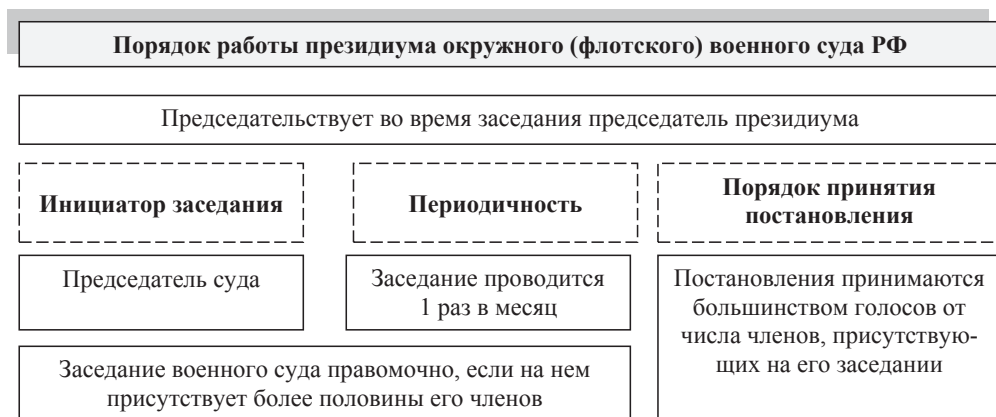 Порядок работы президиума окружного (флотского) военного суда РФ
Председательствует во время заседания председатель президиума
Инициатор заседания
Председатель суда
Периодичность
Заседание проводится
1 раз в месяц
Заседание военного суда правомочно, если на нем
присутствует более половины его членов
Порядок принятия
постановления
Постановления принимаются
большинством голосов от
числа членов, присутствую-
щих на его заседании